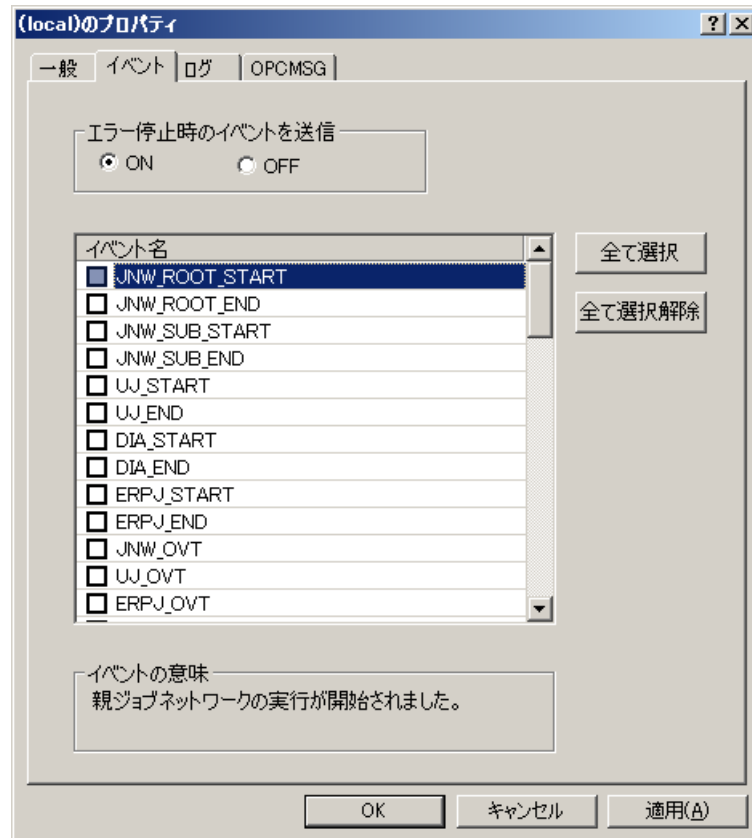 (local)のプロパティ
一般 イベント ログ OPCMSG
エラー停止時のイベントを送信
ON OFF
イベント名
JNW_ROOT_START
JNW_ROOT_END
JNW_SUB_START
JNW_SUB_END
UJ_START
UJ_END
DIA_START
DIA_END
ERPJ_START
ERPJ_END
JNW_OVT
UJ_OVT
ERPJ_OVT
全て選択
全て選択解除
イベントの意味
親ジョブネットワークの実行が開始されました。
OK キャンセル 適用(A)